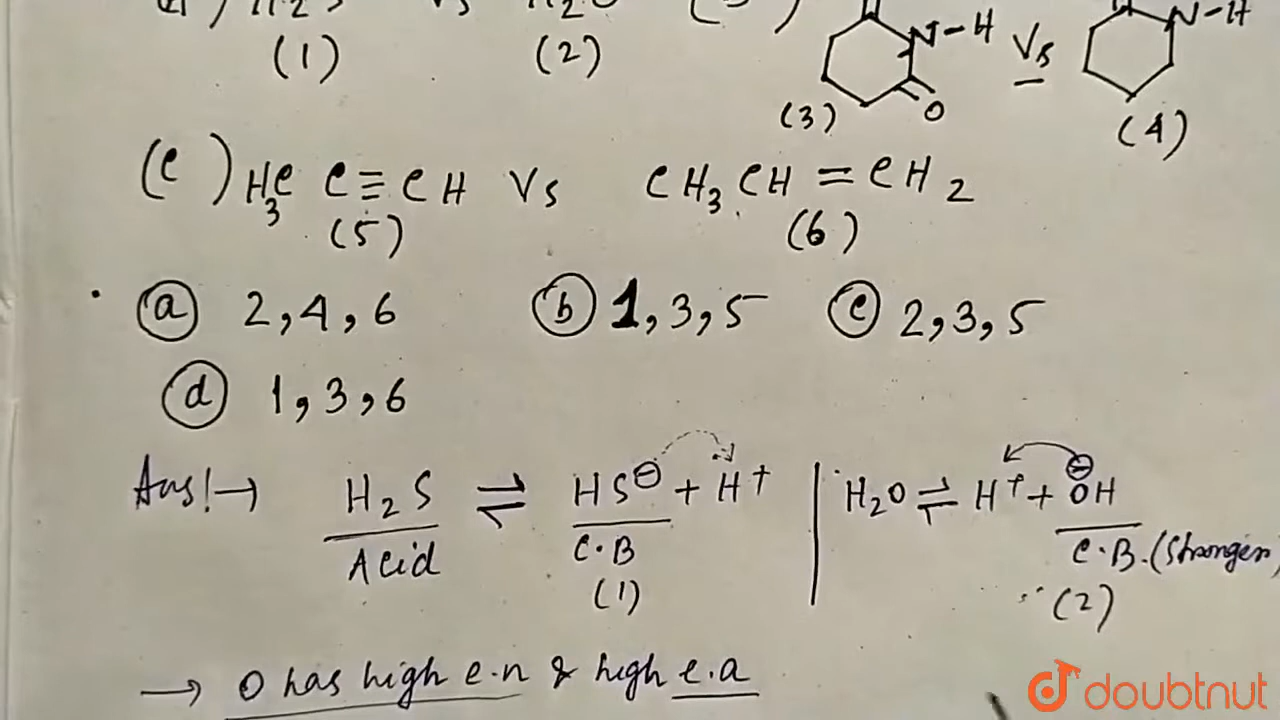 Vs
(1) (2)
N-H Vs N-H
O
(3) (4)
(C) H3C C≡CH Vs CH3CH=CH2
(5) (6)
(a) 2,4,6 (b) 1,3,5 (c) 2,3,5
(d) 1,3,6
Ans!→ H2S ⇌ HS⊖ + H+ | H2O ⇌ H+ + ⊖OH
Acid C.B C.B.(Stronger)
(1) (2)
→ O has high e.n & high e.a
doubtnut